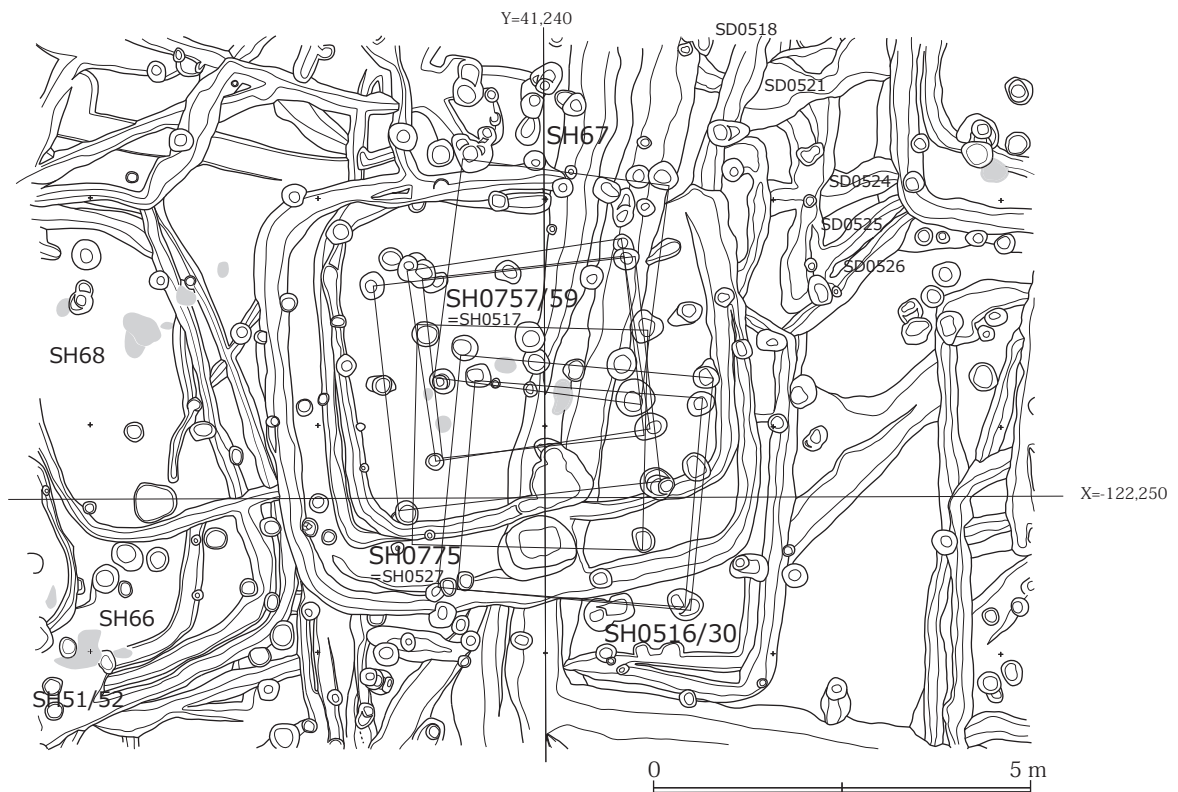 Y=41,240
SD0518
SD0521
SH67
SD0524
SD0525
SD0526
SH0757/59
=SH0517
SH68
X=-122,250
SH0775
=SH0527
SH66
SH0516/30
SH51/52
0 5 m